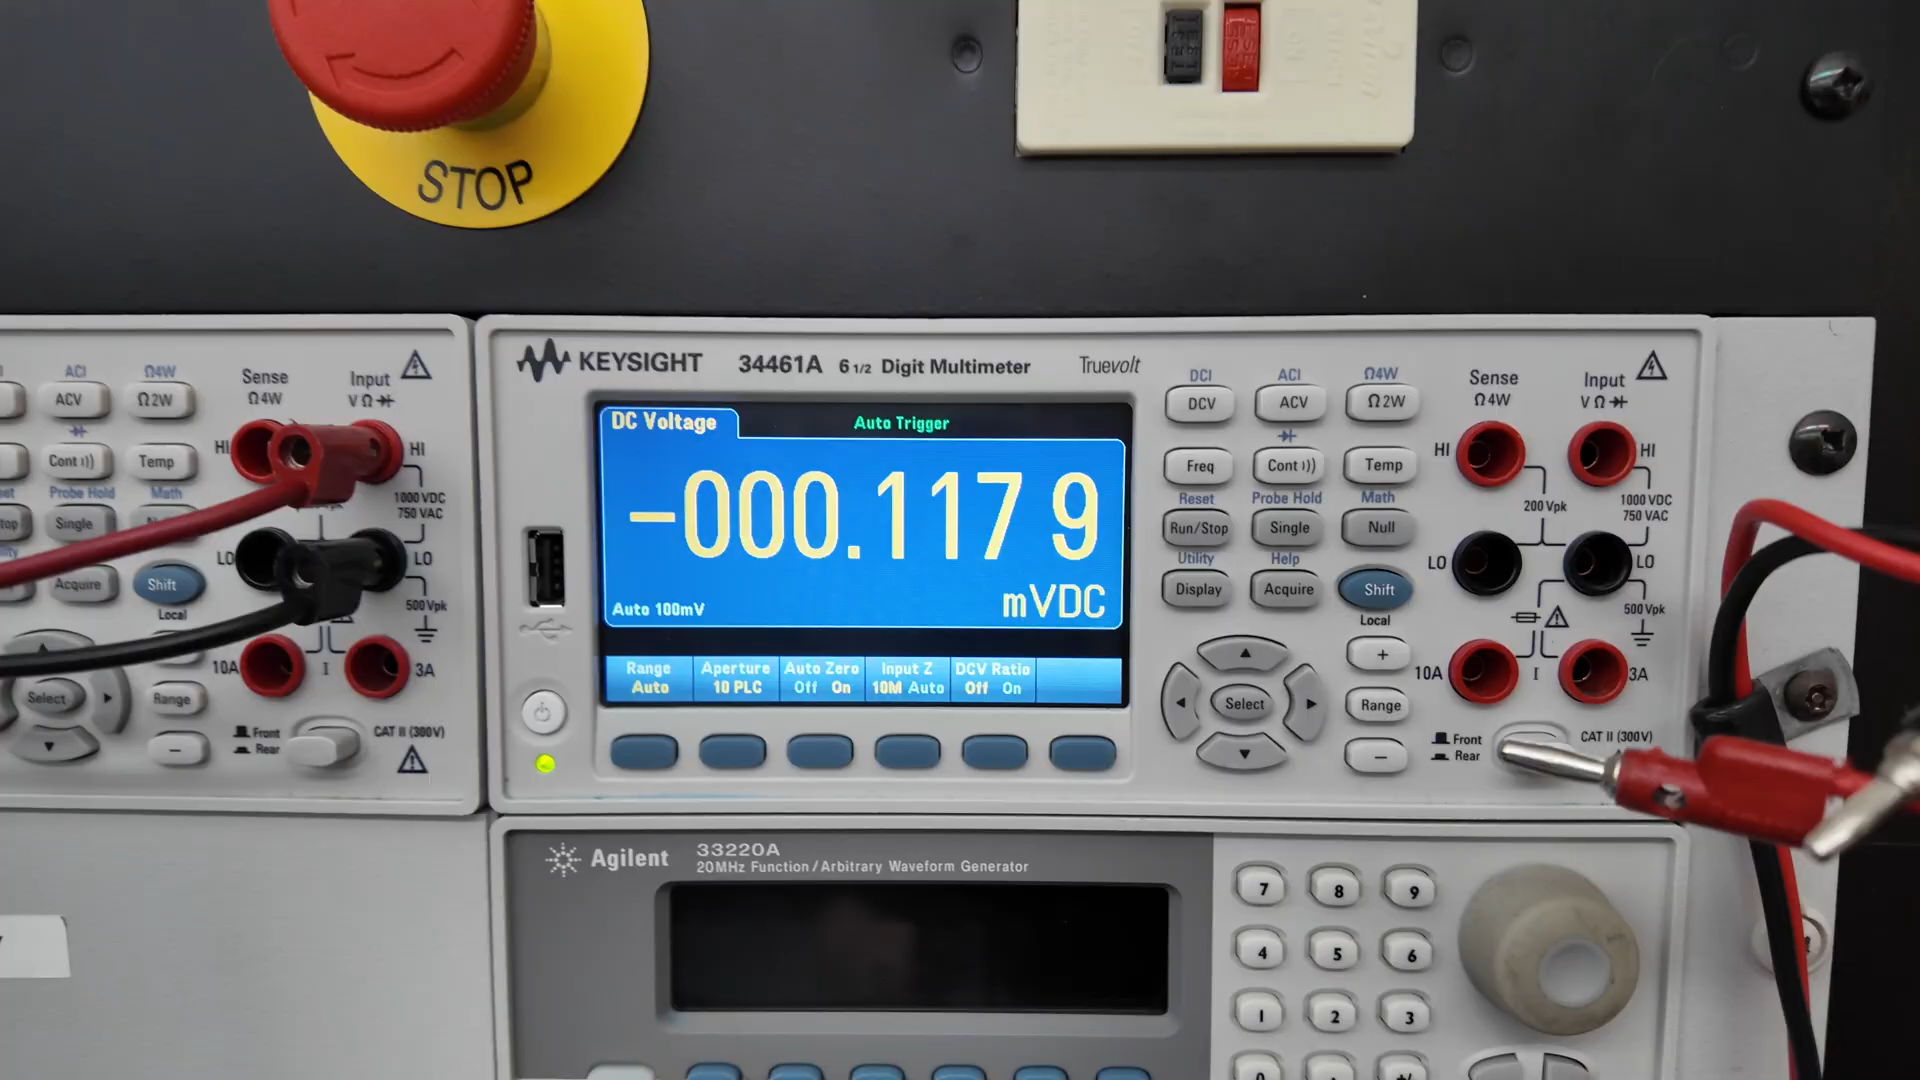 STOP
ACI
Ω4W
ACV
Ω2W
Cont
Temp
Probe Hold
Math
Single
Acquire
Shift
Local
Select
Range
−
Sense
Ω4W
Input
V Ω
HI
HI
1000 VDC
750 VAC
LO
LO
500 Vpk
10A
I
3A
Front
Rear
CAT II (300V)
KEYSIGHT 34461A 6 1/2 Digit Multimeter Truevolt
DC Voltage
Auto Trigger
-000.117 9
mVDC
Auto 100mV
Range
Auto
Aperture
10 PLC
Auto Zero
Off On
Input Z
10M Auto
DCV Ratio
Off On
DCI
ACI
Ω4W
DCV
ACV
Ω2W
Freq
Cont
Temp
Reset
Probe Hold
Math
Run/Stop
Single
Null
Utility
Help
Display
Acquire
Shift
Local
+
Select
Range
−
Sense
Ω4W
Input
V Ω
HI
HI
200 Vpk
1000 VDC
750 VAC
LO
LO
500 Vpk
10A
I
3A
Front
Rear
CAT II (300V)
Agilent
33220A
20MHz Function / Arbitrary Waveform Generator
7
8
9
4
5
6
1
2
3
0
.
+/-